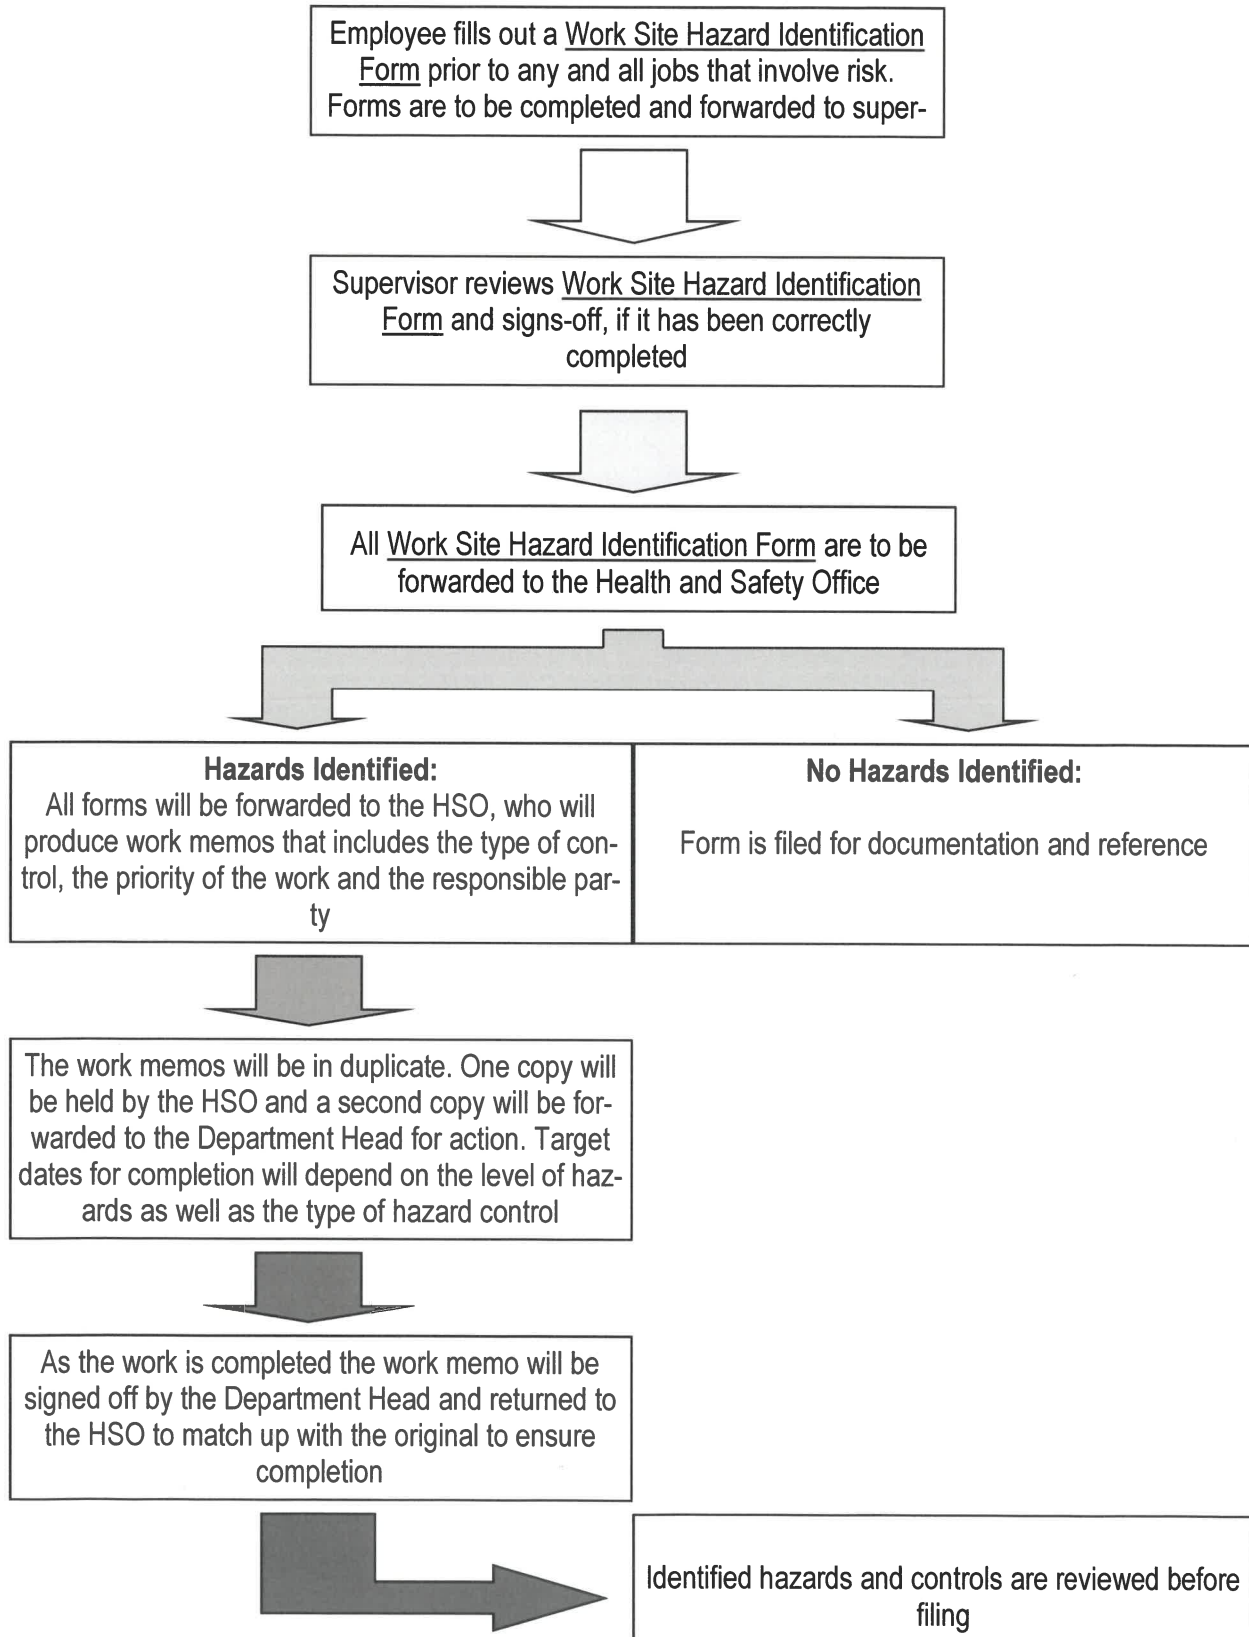 Employee fills out a Work Site Hazard Identification
Form prior to any and all jobs that involve risk.
Forms are to be completed and forwarded to super-
Supervisor reviews Work Site Hazard Identification
Form and signs-off, if it has been correctly
completed
All Work Site Hazard Identification Form are to be
forwarded to the Health and Safety Office
Hazards Identified:
All forms will be forwarded to the HSO, who will
produce work memos that includes the type of con-
trol, the priority of the work and the responsible par-
ty
No Hazards Identified:
Form is filed for documentation and reference
The work memos will be in duplicate. One copy will
be held by the HSO and a second copy will be for-
warded to the Department Head for action. Target
dates for completion will depend on the level of haz-
ards as well as the type of hazard control
As the work is completed the work memo will be
signed off by the Department Head and returned to
the HSO to match up with the original to ensure
completion
Identified hazards and controls are reviewed before
filing